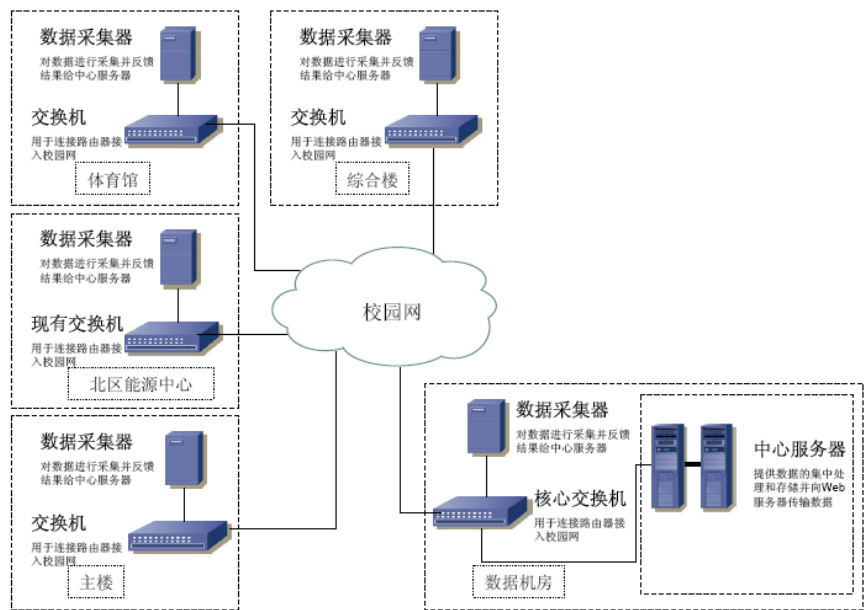 数据采集器
对数据进行采集并反馈
结果给中心服务器
交换机
用于连接路由器接
入校园网
体育馆
数据采集器
对数据进行采集并反馈
结果给中心服务器
交换机
用于连接路由器接
入校园网
综合楼
数据采集器
对数据进行采集并反馈
结果给中心服务器
现有交换机
用于连接路由器接
入校园网
北区能源中心
校园网
数据采集器
对数据进行采集并反馈
结果给中心服务器
交换机
用于连接路由器接
入校园网
主楼
数据采集器
对数据进行采集并反馈
结果给中心服务器
核心交换机
用于连接路由器接
入校园网
数据机房
中心服务器
提供数据的集中处
理和存储并向Web
服务器传输数据